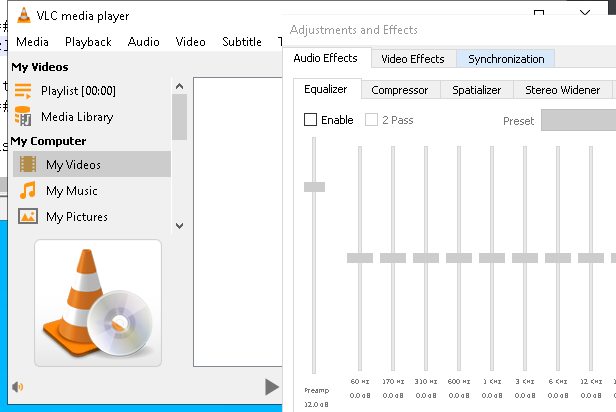 VLC media player
Media Playback Audio Video Subtitle T
My Videos
Playlist [00:00]
Media Library
My Computer
My Videos
My Music
My Pictures
Adjustments and Effects
Audio Effects Video Effects Synchronization
Equalizer Compressor Spatializer Stereo Widener
Enable 2 Pass Preset
60 Hz 170 Hz 310 Hz 600 Hz 1 KHz 3 KHz 6 KHz 12 KHz
0.0 dB 0.0 dB 0.0 dB 0.0 dB 0.0 dB 0.0 dB 0.0 dB 0.0 dB
Preamp
12.0 dB